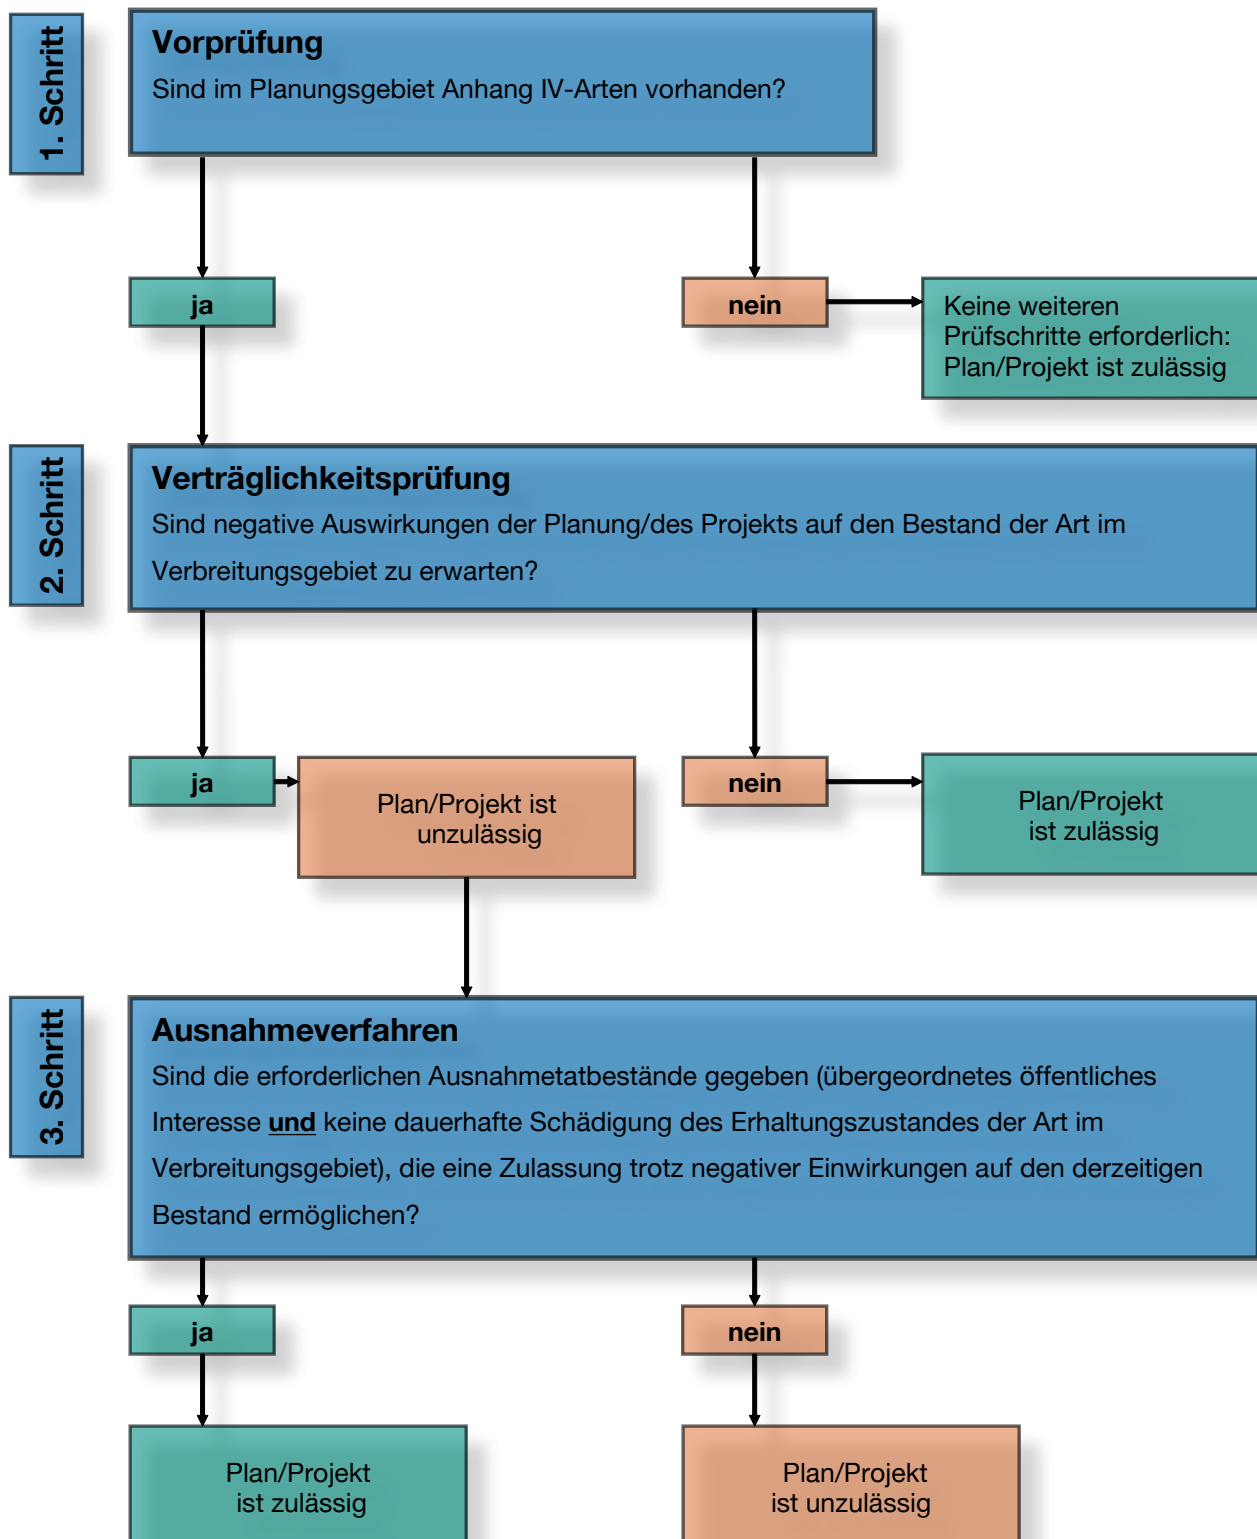 1. Schritt
Vorprüfung
Sind im Planungsgebiet Anhang IV-Arten vorhanden?
ja
nein
Keine weiteren
Prüfschritte erforderlich:
Plan/Projekt ist zulässig
2. Schritt
Verträglichkeitsprüfung
Sind negative Auswirkungen der Planung/des Projekts auf den Bestand der Art im
Verbreitungsgebiet zu erwarten?
ja
Plan/Projekt ist
unzulässig
nein
Plan/Projekt
ist zulässig
3. Schritt
Ausnahmeverfahren
Sind die erforderlichen Ausnahmetatbestände gegeben (übergeordnetes öffentliches
Interesse und keine dauerhafte Schädigung des Erhaltungszustandes der Art im
Verbreitungsgebiet), die eine Zulassung trotz negativer Einwirkungen auf den derzeitigen
Bestand ermöglichen?
ja
nein
Plan/Projekt
ist zulässig
Plan/Projekt
ist unzulässig